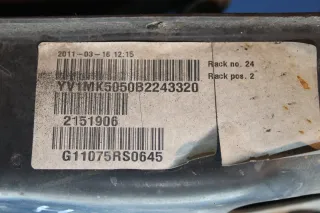 2011-03-16 12.15
Rack no. 24
Rack pos. 2
YV1MK5050B2243320
2151906
G11075RS0645